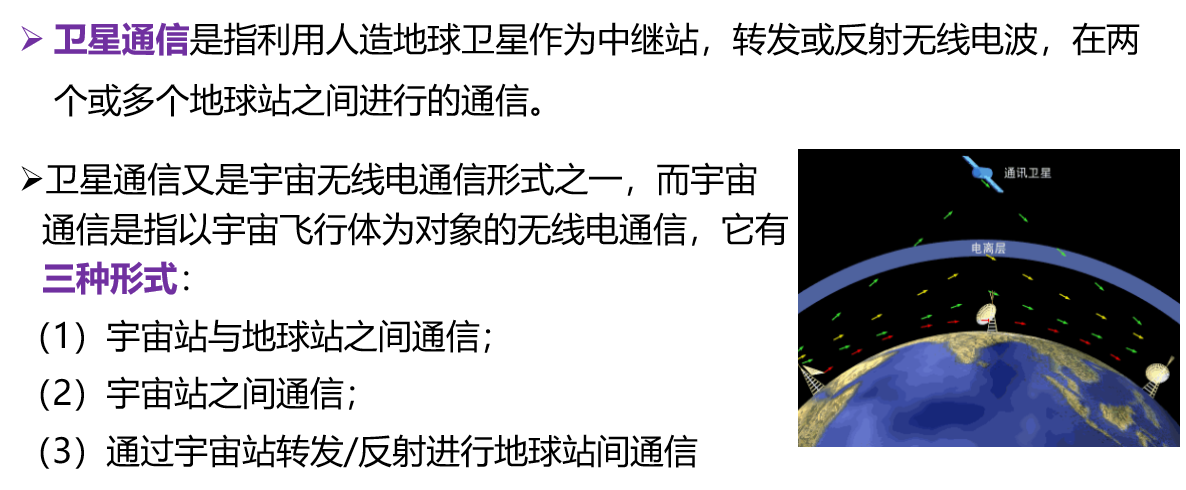 ➢ 卫星通信是指利用人造地球卫星作为中继站，转发或反射无线电波，在两
个或多个地球站之间进行的通信。
➢卫星通信又是宇宙无线电通信形式之一，而宇宙
通信是指以宇宙飞行体为对象的无线电通信，它有
三种形式：
（1）宇宙站与地球站之间通信；
（2）宇宙站之间通信；
（3）通过宇宙站转发/反射进行地球站间通信
通讯卫星
电离层